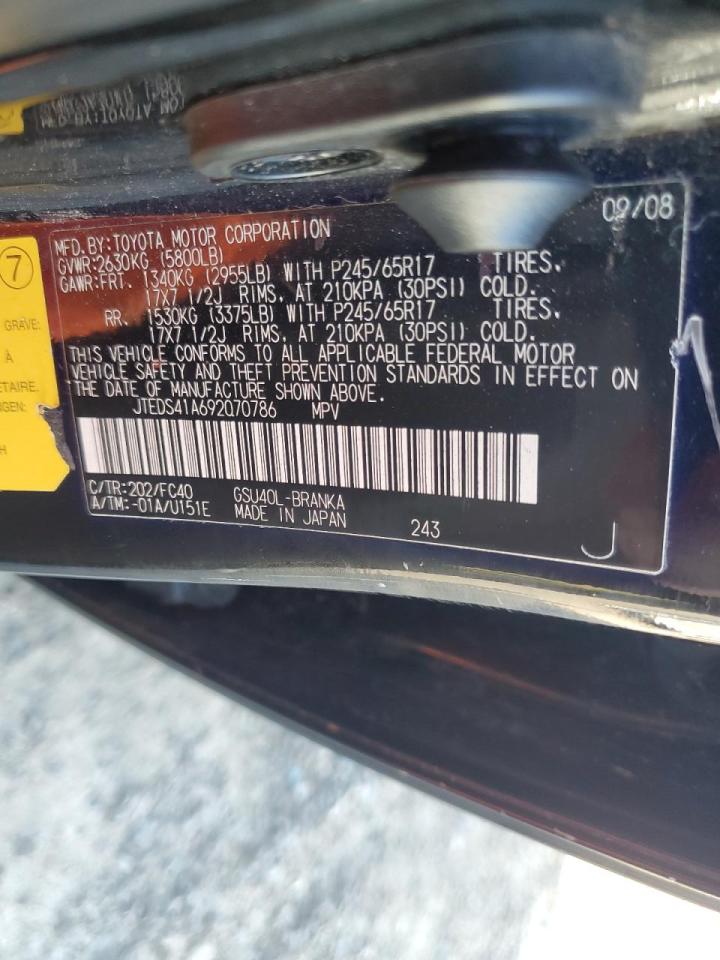 09/08
MFD.BY:TOYOTA MOTOR CORPORATION
GVWR:2630KG (5800LB)
GAWR:FRT. 1340KG (2955LB) WITH P245/65R17 TIRES.
17X7 1/2J RIMS, AT 210KPA (30PSI) COLD.
RR. 1530KG (3375LB) WITH P245/65R17 TIRES.
17X7 1/2J RIMS, AT 210KPA (30PSI) COLD.
THIS VEHICLE CONFORMS TO ALL APPLICABLE FEDERAL MOTOR
VEHICLE SAFETY AND THEFT PREVENTION STANDARDS IN EFFECT ON
THE DATE OF MANUFACTURE SHOWN ABOVE.
JTEDS41A692070786 MPV
C/TR:202/FC40 GSU40L-BRANKA
A/TM:-01A/U151E MADE IN JAPAN 243 J
7
GRAVE:
À
ETAIRE.
GEN:
H